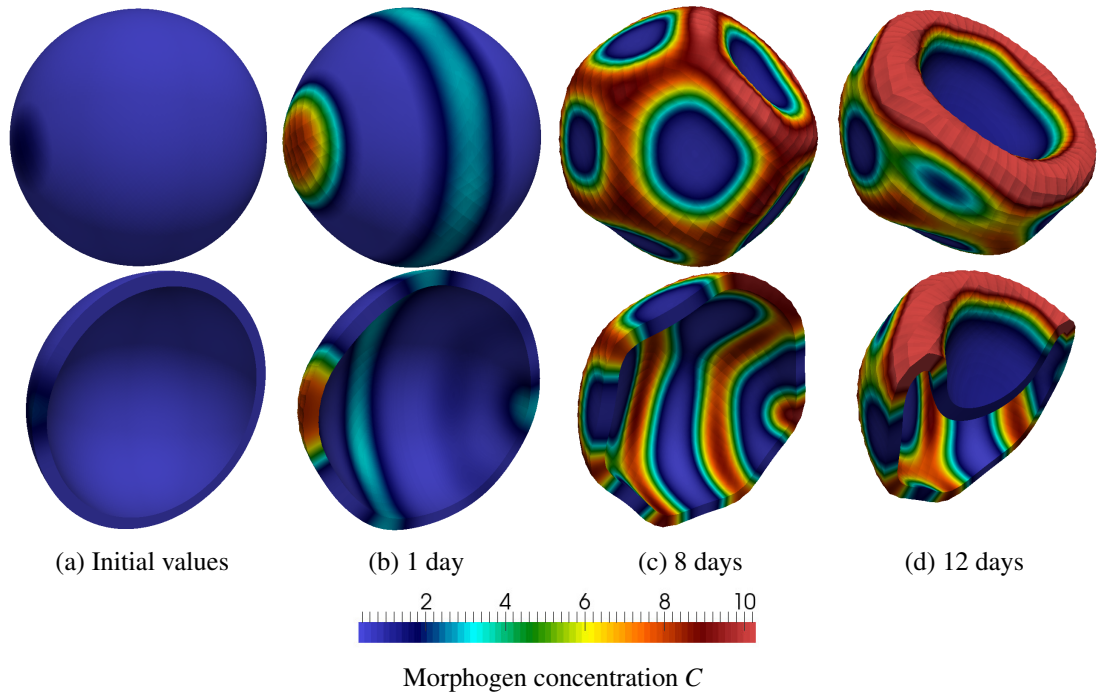 (a) Initial values (b) 1 day (c) 8 days (d) 12 days
2 4 6 8 10
Morphogen concentration C